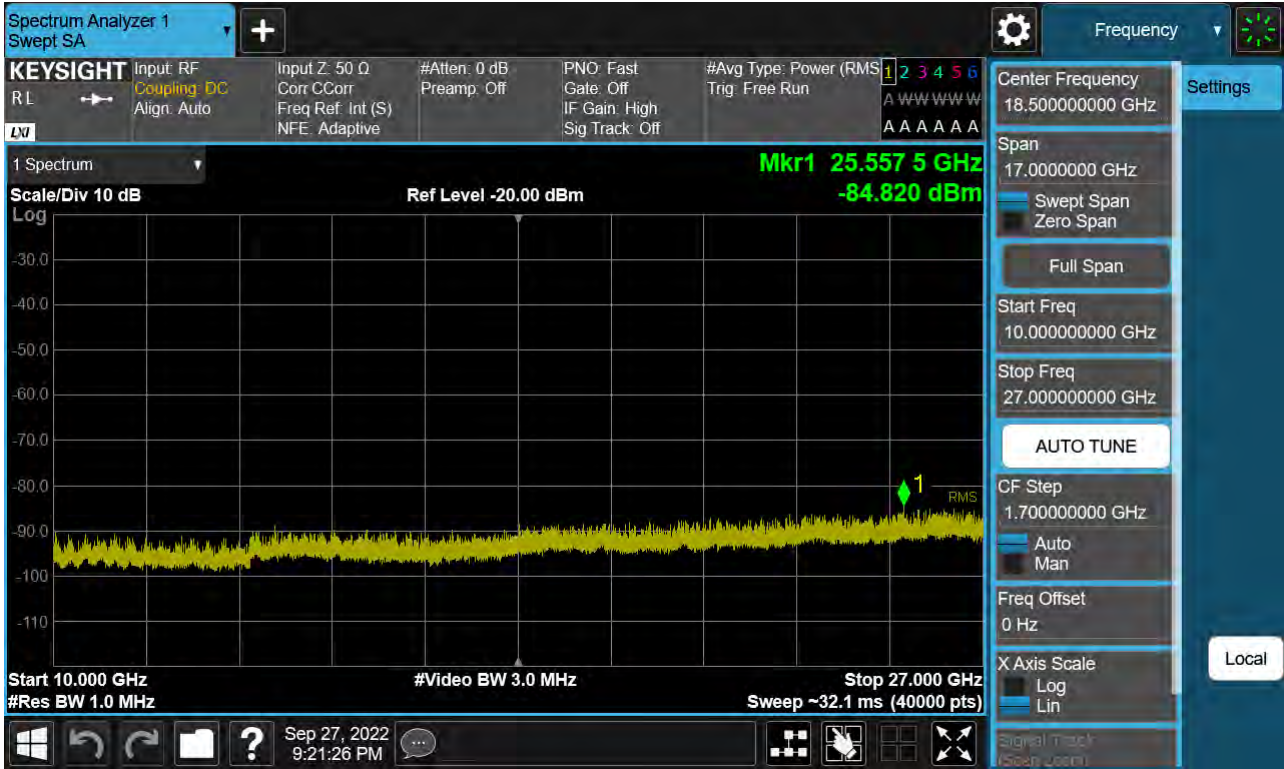 Spectrum Analyzer 1
Swept SA
+
Frequency
KEYSIGHT
R L
LXI
Input: RF
Coupling: DC
Align: Auto
Input Z: 50 Ω
Corr CCorr
Freq Ref: Int (S)
NFE: Adaptive
#Atten: 0 dB
Preamp: Off
PNO: Fast
Gate: Off
IF Gain: High
Sig Track: Off
#Avg Type: Power (RMS
Trig: Free Run
1 2 3 4 5 6
A W W W W W
A A A A A A
1 Spectrum
Mkr1 25.557 5 GHz
-84.820 dBm
Scale/Div 10 dB
Ref Level -20.00 dBm
Log
-30.0
-40.0
-50.0
-60.0
-70.0
-80.0
-90.0
-100
-110
1
RMS
Start 10.000 GHz
#Res BW 1.0 MHz
#Video BW 3.0 MHz
Stop 27.000 GHz
Sweep ~32.1 ms (40000 pts)
Center Frequency
18.500000000 GHz
Span
17.0000000 GHz
Swept Span
Zero Span
Full Span
Start Freq
10.000000000 GHz
Stop Freq
27.000000000 GHz
AUTO TUNE
CF Step
1.700000000 GHz
Auto
Man
Freq Offset
0 Hz
X Axis Scale
Log
Lin
Signal Track
(Span Zoom)
Settings
Local
?
Sep 27, 2022
9:21:26 PM